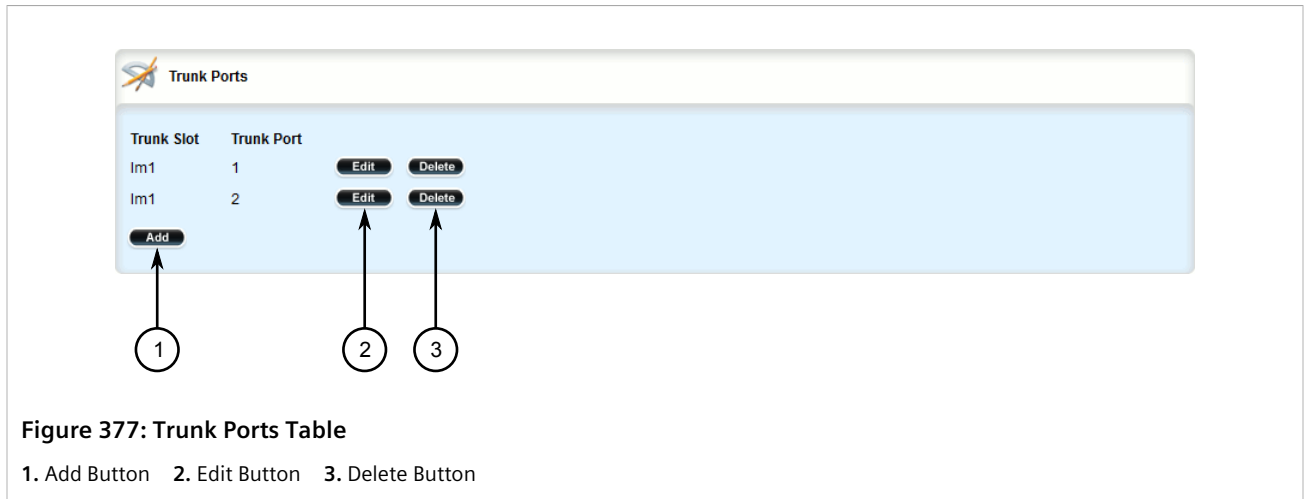 Trunk Ports
Trunk Slot Trunk Port
lm1 1 Edit Delete
lm1 2 Edit Delete
Add
1 2 3
Figure 377: Trunk Ports Table
1. Add Button 2. Edit Button 3. Delete Button